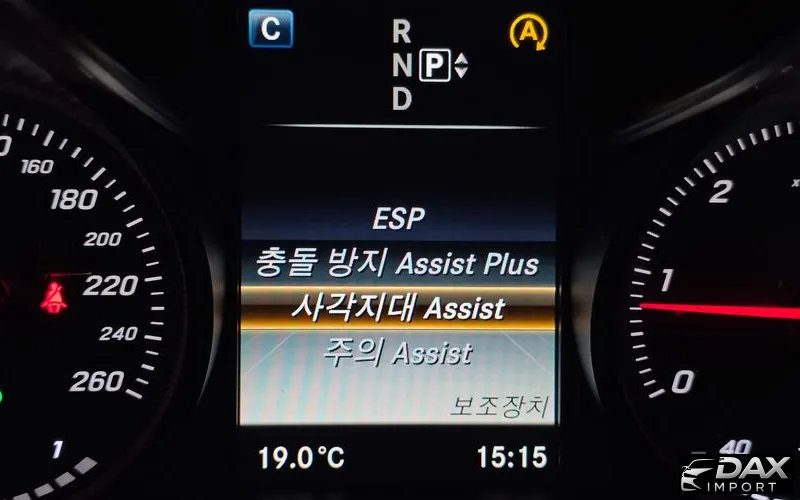 C
R
N P
D
A
ESP
충돌 방지 Assist Plus
사각지대 Assist
주의 Assist
보조장치
19.0°C
15:15
160
180
200
220
240
260
1
2
1
0
40
DAX
IMPORT